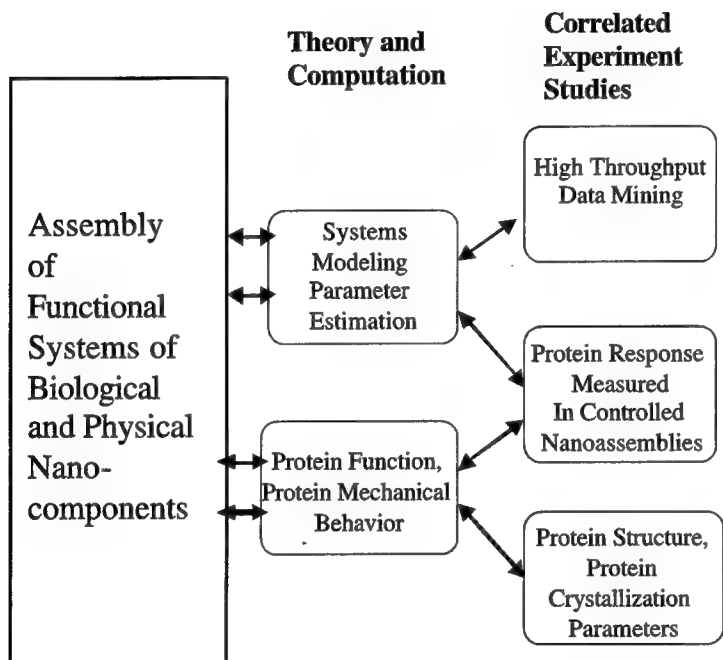 Theory and
Computation
Correlated
Experiment
Studies
Assembly
of
Functional
Systems of
Biological
and Physical
Nano-
components
Systems
Modeling
Parameter
Estimation
Protein Function,
Protein Mechanical
Behavior
High Throughput
Data Mining
Protein Response
Measured
In Controlled
Nanoassemblies
Protein Structure,
Protein
Crystallization
Parameters